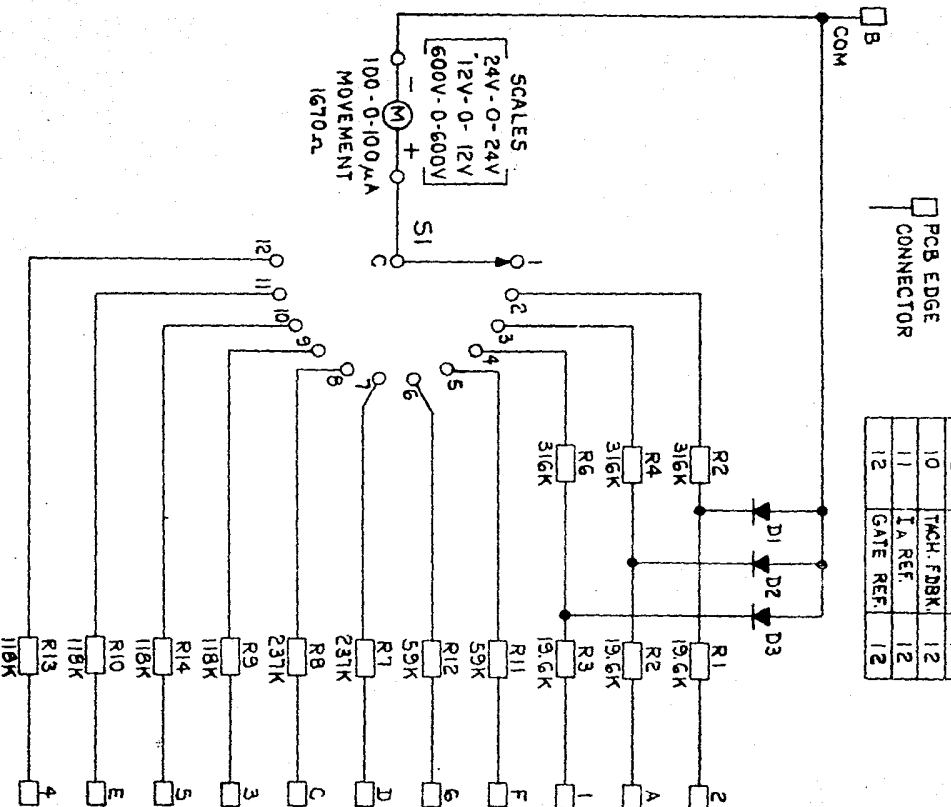 B
COM
PCB EDGE
CONNECTOR
10 TACH. FDBK. 12
11 IA REF. 12
12 GATE REF. 12
SCALES
24V-0-24V
12V-0-12V
600V-0-600V
- M +
100-0-100µA
MOVEMENT
1670Ω
S1
C
1
2
3
4
5
6
7
8
9
10
11
12
D1
D2
D3
R2
316K
R4
316K
R6
316K
R1
19.6K
R2
19.6K
R3
19.6K
R11
59K
R12
59K
R7
237K
R8
237K
R9
118K
R14
118K
R10
118K
R13
118K
2
A
1
F
6
D
C
3
5
E
4